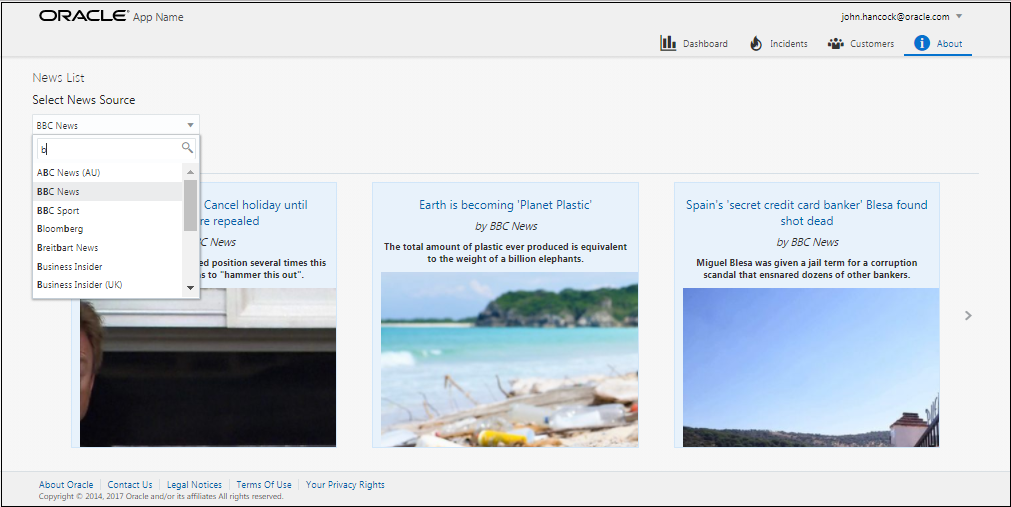 ORACLE® App Name
john.hancock@oracle.com
Dashboard
Incidents
Customers
About
News List
Select News Source
BBC News
b
ABC News (AU)
BBC News
BBC Sport
Bloomberg
Breitbart News
Business Insider
Business Insider (UK)
Cancel holiday until
re repealed
BC News
ed position several times this
s to "hammer this out".
Earth is becoming 'Planet Plastic'
by BBC News
The total amount of plastic ever produced is equivalent
to the weight of a billion elephants.
Spain's 'secret credit card banker' Blesa found
shot dead
by BBC News
Miguel Blesa was given a jail term for a corruption
scandal that ensnared dozens of other bankers.
About Oracle
Contact Us
Legal Notices
Terms Of Use
Your Privacy Rights
Copyright © 2014, 2017 Oracle and/or its affiliates All rights reserved.